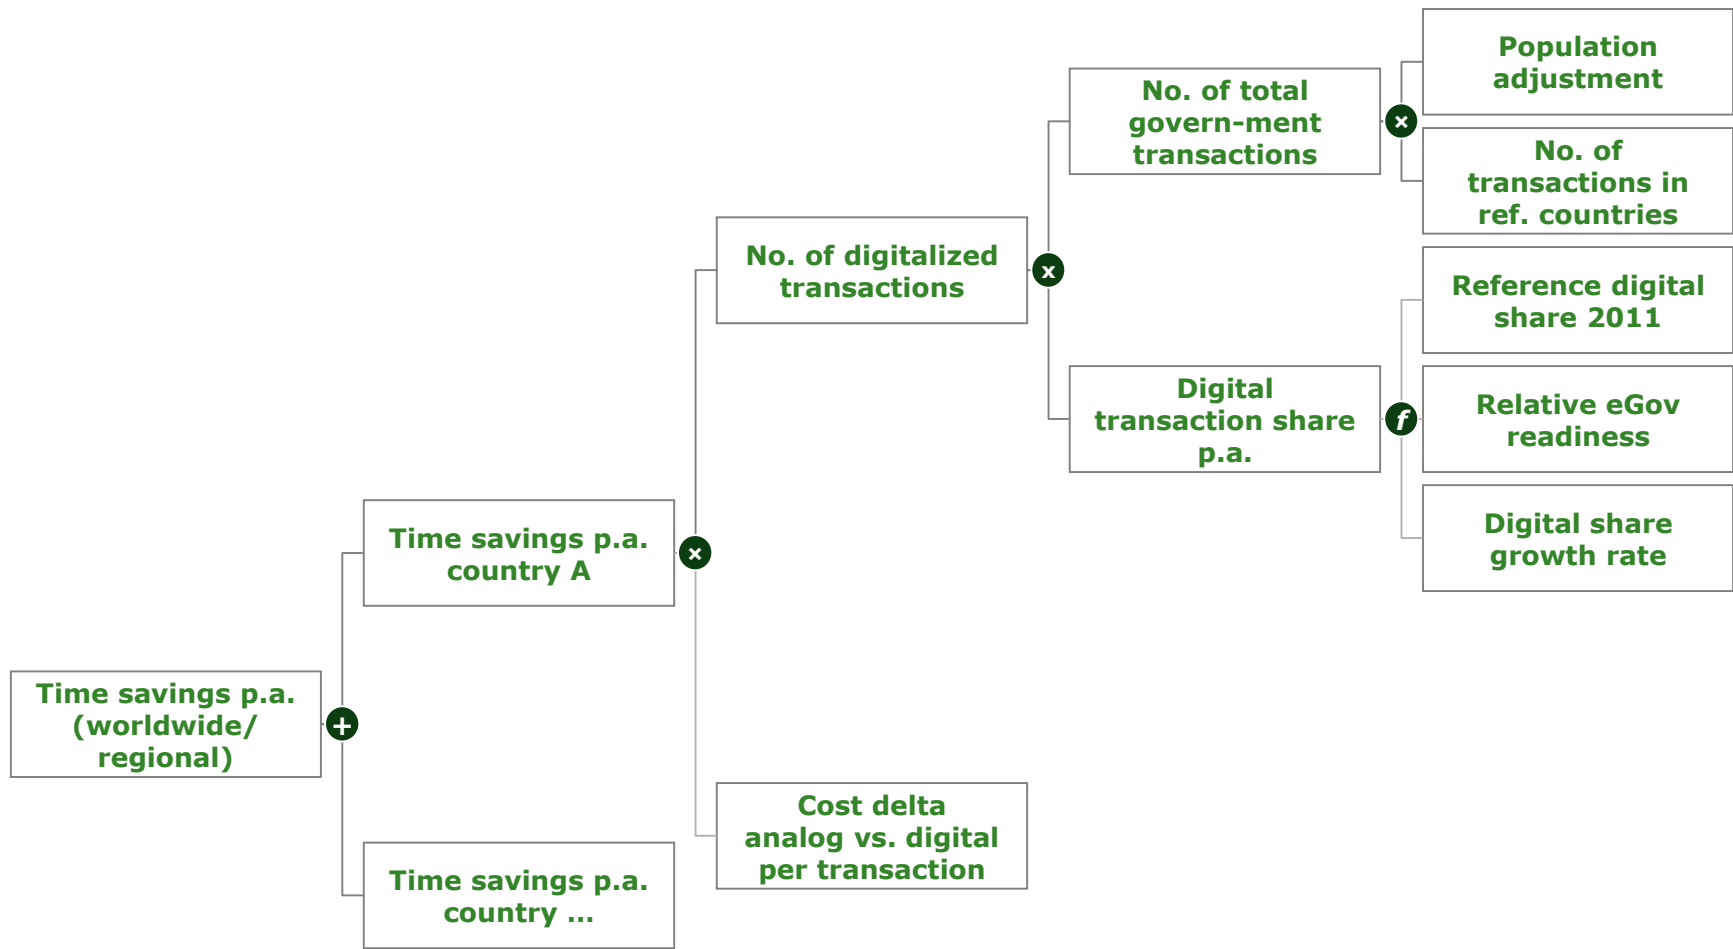 Population
adjustment
No. of total
govern-ment
transactions
×
No. of
transactions in
ref. countries
No. of digitalized
transactions
x
Reference digital
share 2011
Digital
transaction share
p.a.
f
Relative eGov
readiness
Digital share
growth rate
Time savings p.a.
country A
×
Time savings p.a.
(worldwide/
regional)
+
Cost delta
analog vs. digital
per transaction
Time savings p.a.
country ...